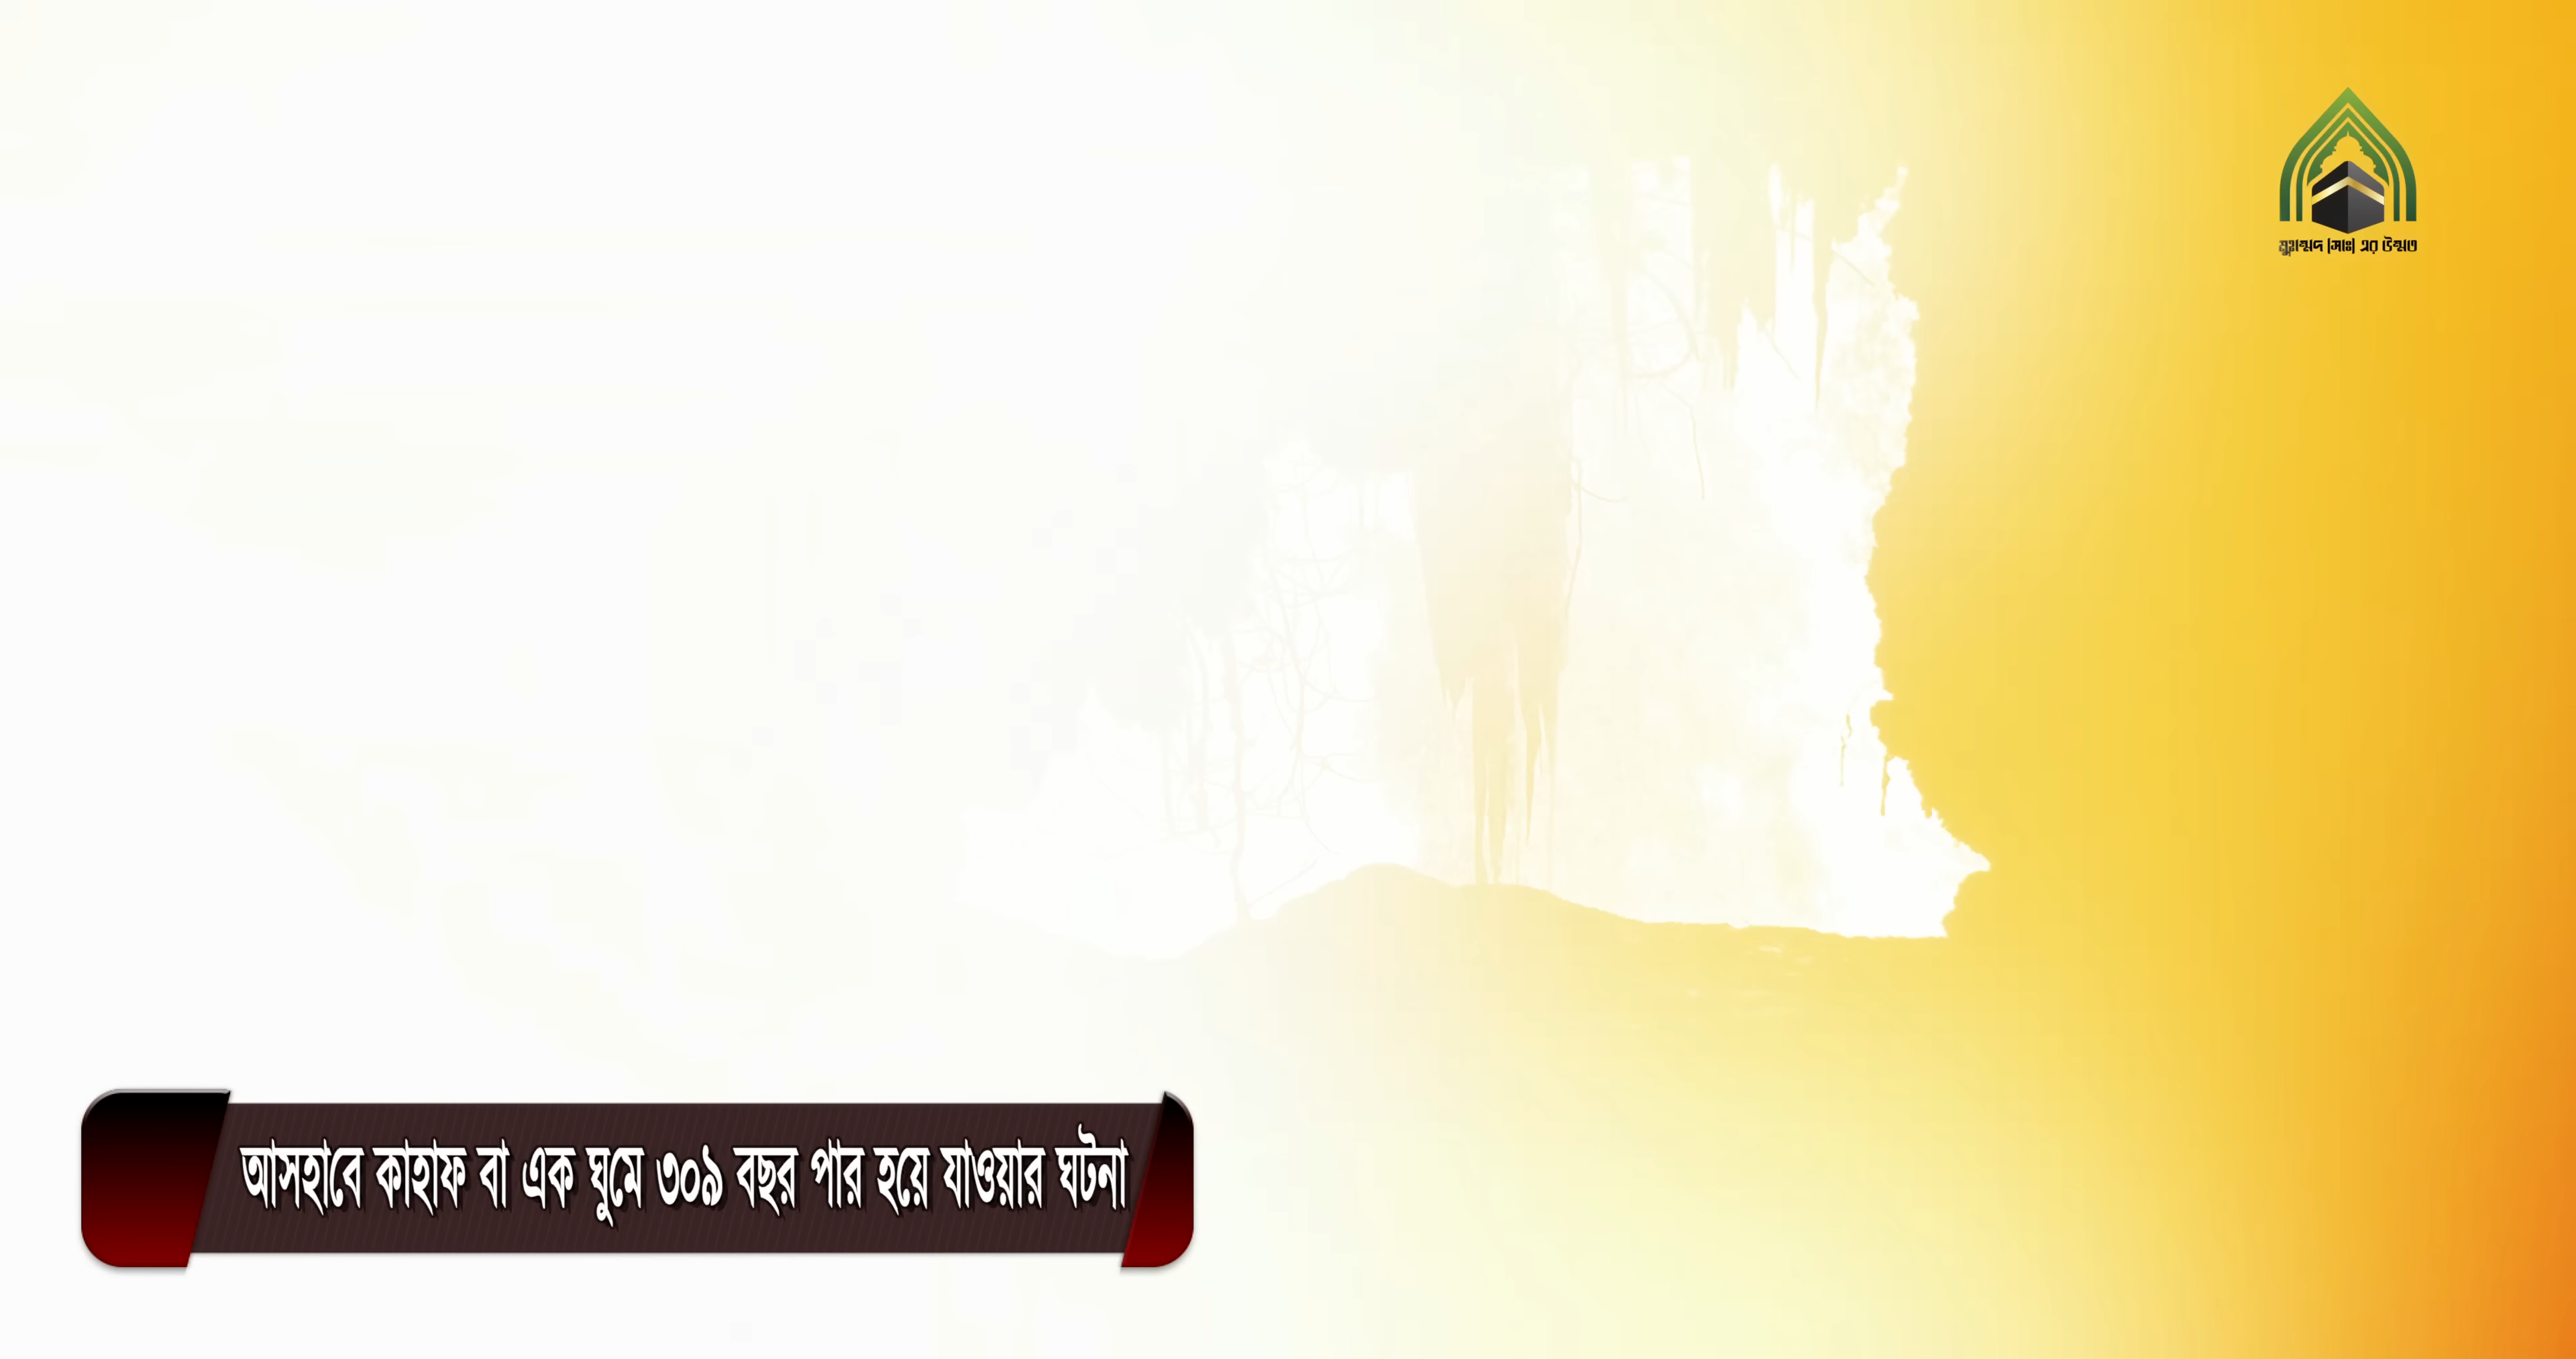 মুহাম্মদ (সাঃ) এর উম্মত
আসহাবে কাহাফ বা এক ঘুমে ৩০৯ বছর পার হয়ে যাওয়ার ঘটনা